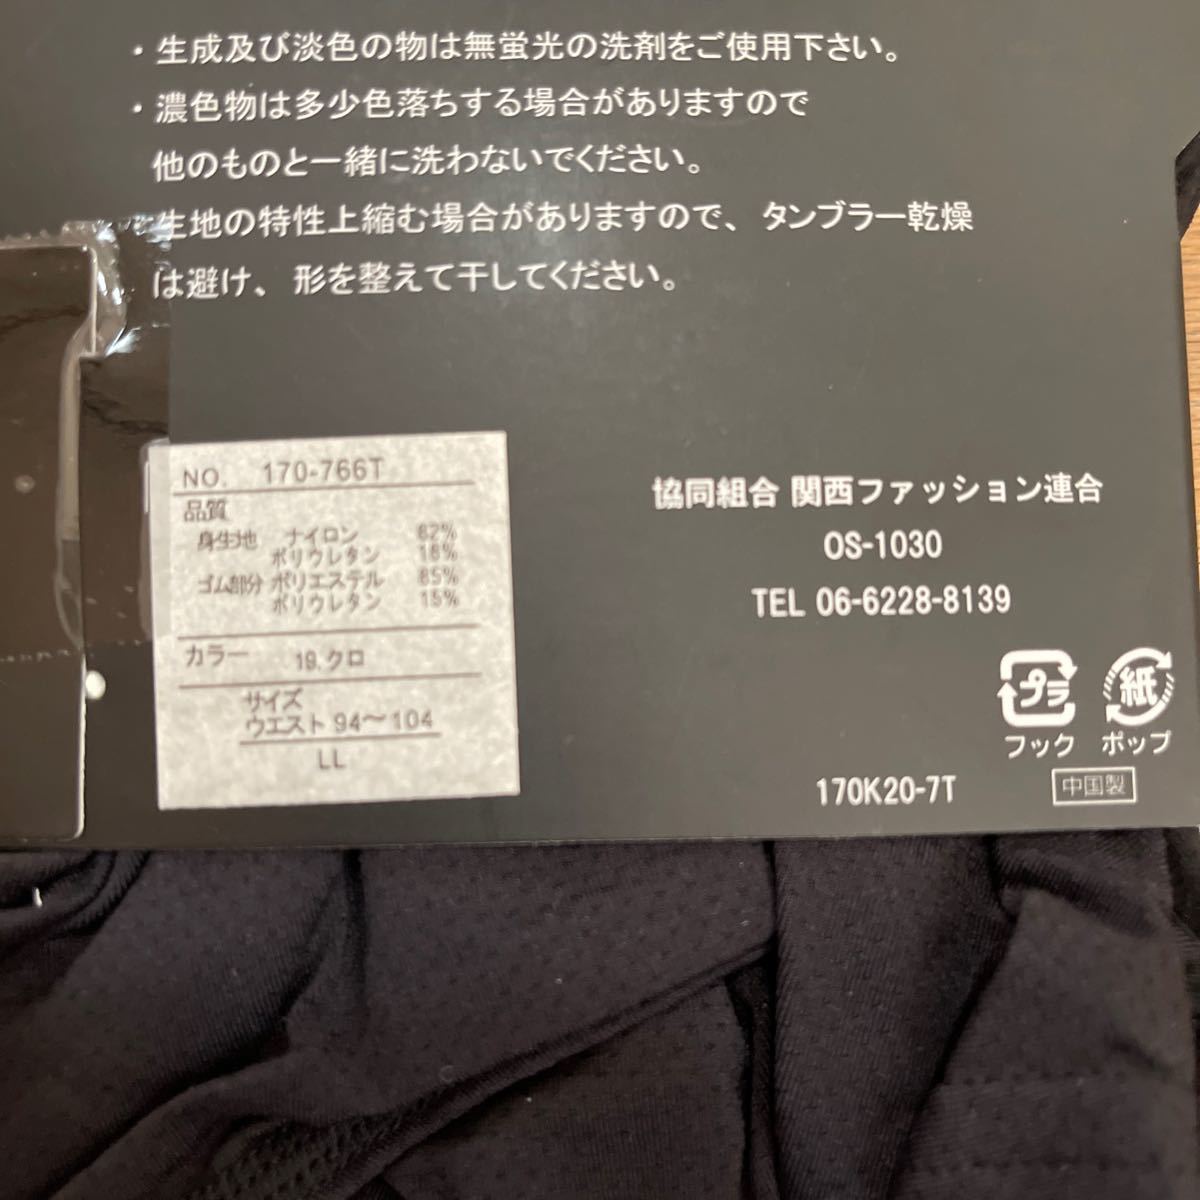 ・生成及び淡色の物は無蛍光の洗剤をご使用下さい。
・濃色物は多少色落ちする場合がありますので
他のものと一緒に洗わないでください。
・生地の特性上縮む場合がありますので、タンブラー乾燥
は避け、形を整えて干してください。
NO. 170-766T
品質
身生地 ナイロン 82%
ポリウレタン 18%
ゴム部分 ポリエステル 85%
ポリウレタン 15%
カラー 19.クロ
サイズ
ウエスト 94〜104
LL
協同組合 関西ファッション連合
OS-1030
TEL 06-6228-8139
プラ 紙
フック ポップ
170K20-7T 中国製